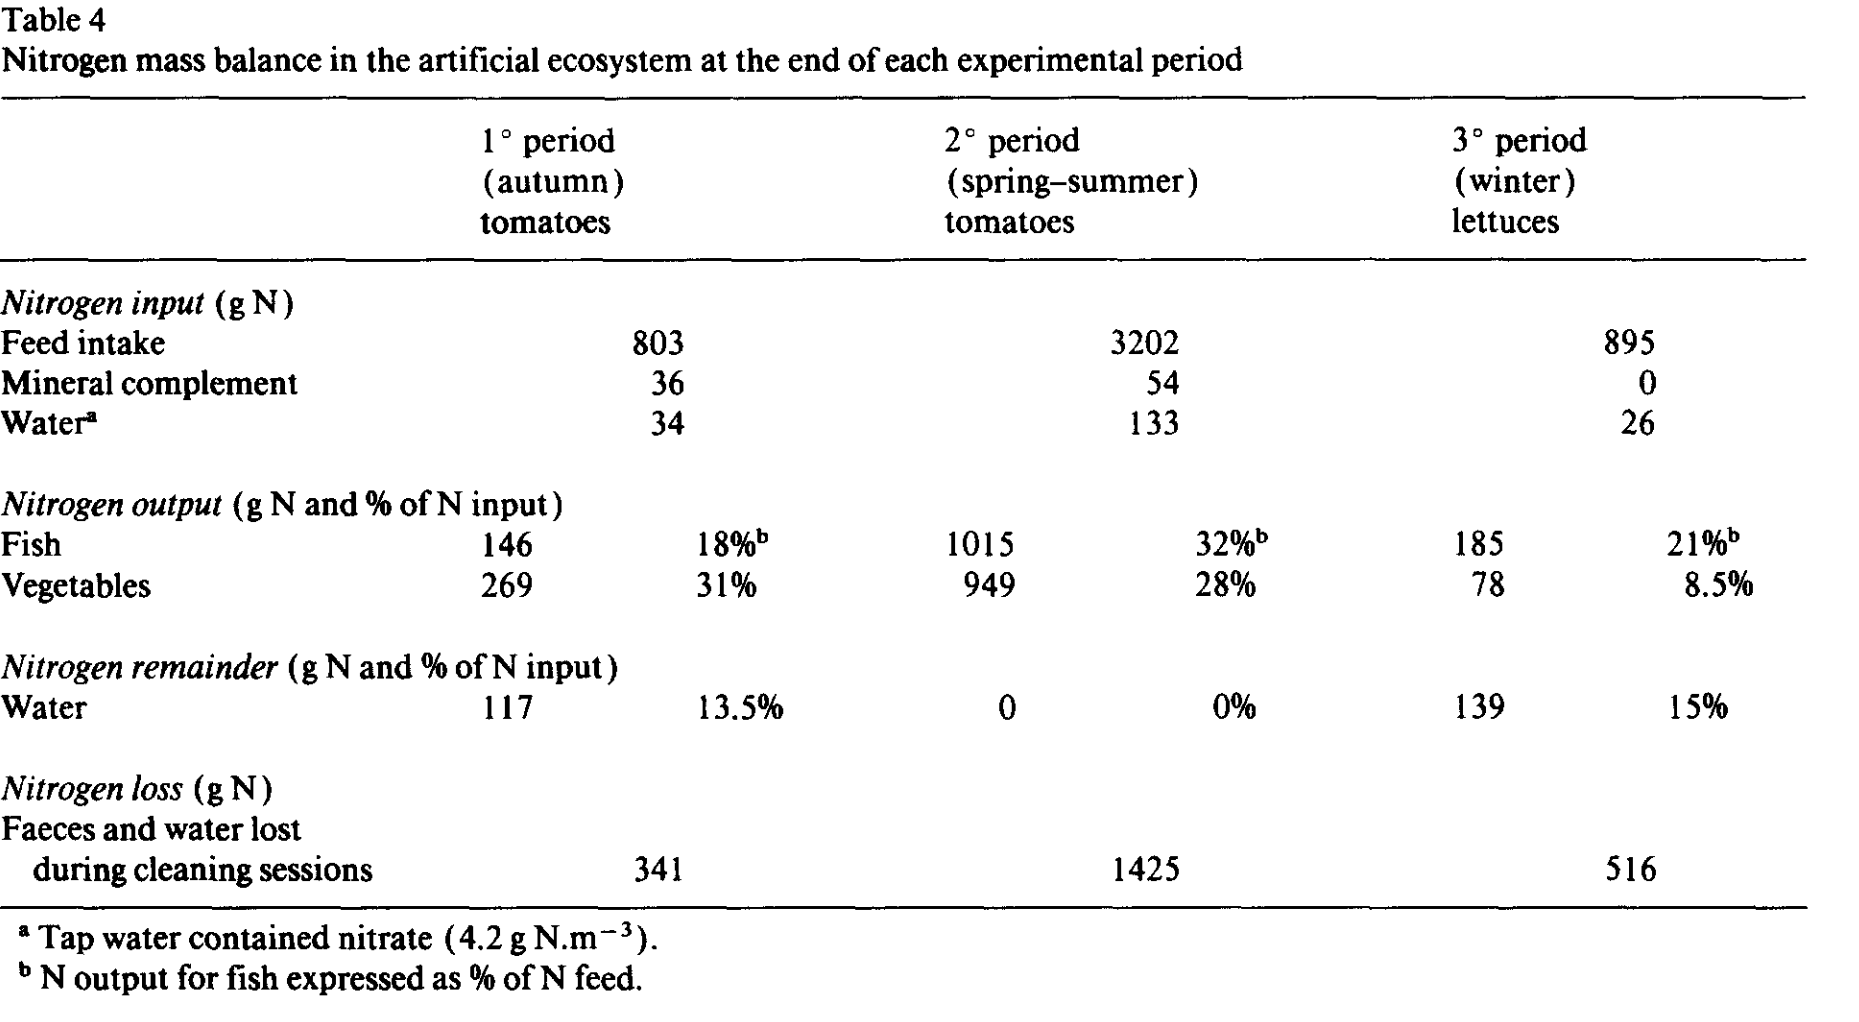 Table 4
Nitrogen mass balance in the artificial ecosystem at the end of each experimental period
1° period 2° period 3° period
(autumn) (spring–summer) (winter)
tomatoes tomatoes lettuces
Nitrogen input (g N)
Feed intake 803 3202 895
Mineral complement 36 54 0
Waterᵃ 34 133 26
Nitrogen output (g N and % of N input)
Fish 146 18%ᵇ 1015 32%ᵇ 185 21%ᵇ
Vegetables 269 31% 949 28% 78 8.5%
Nitrogen remainder (g N and % of N input)
Water 117 13.5% 0 0% 139 15%
Nitrogen loss (g N)
Faeces and water lost
during cleaning sessions 341 1425 516
ᵃ Tap water contained nitrate (4.2 g N.m⁻³).
ᵇ N output for fish expressed as % of N feed.